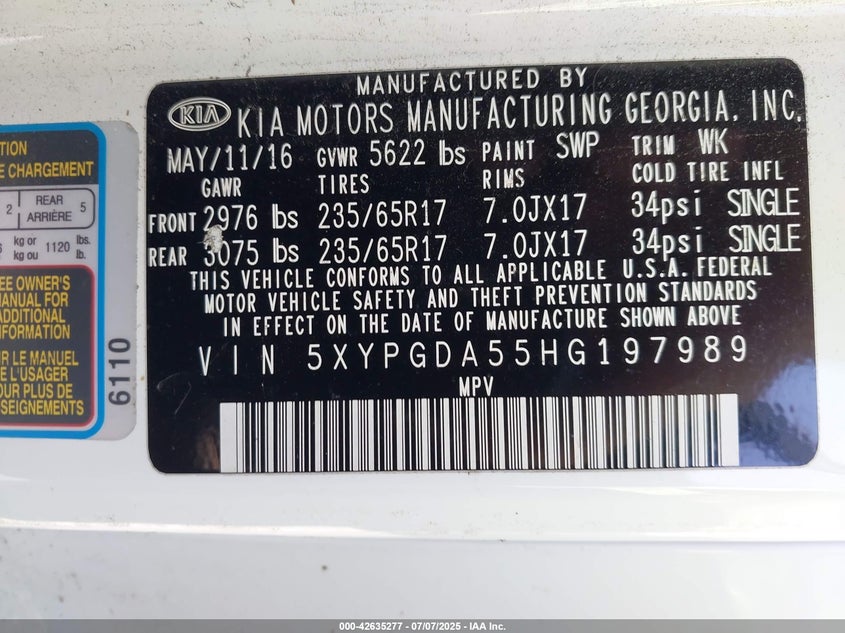 MANUFACTURED BY
KIA KIA MOTORS MANUFACTURING GEORGIA, INC.
MAY/11/16 GVWR 5622 lbs PAINT SWP TRIM WK
GAWR TIRES RIMS COLD TIRE INFL
FRONT 2976 lbs 235/65R17 7.0JX17 34psi SINGLE
REAR 3075 lbs 235/65R17 7.0JX17 34psi SINGLE
THIS VEHICLE CONFORMS TO ALL APPLICABLE U.S.A. FEDERAL
MOTOR VEHICLE SAFETY AND THEFT PREVENTION STANDARDS
IN EFFECT ON THE DATE OF MANUFACTURE SHOWN ABOVE
VIN 5XYPGDA55HG197989
MPV
CHARGEMENT
2 REAR ARRIÈRE 5
kg or kg ou 1120 lbs. lb.
OWNER'S
MANUAL FOR
ADDITIONAL
INFORMATION
LE MANUEL
L'USAGER
POUR PLUS DE
6110
000-42635277 - 07/07/2025 - IAA Inc.